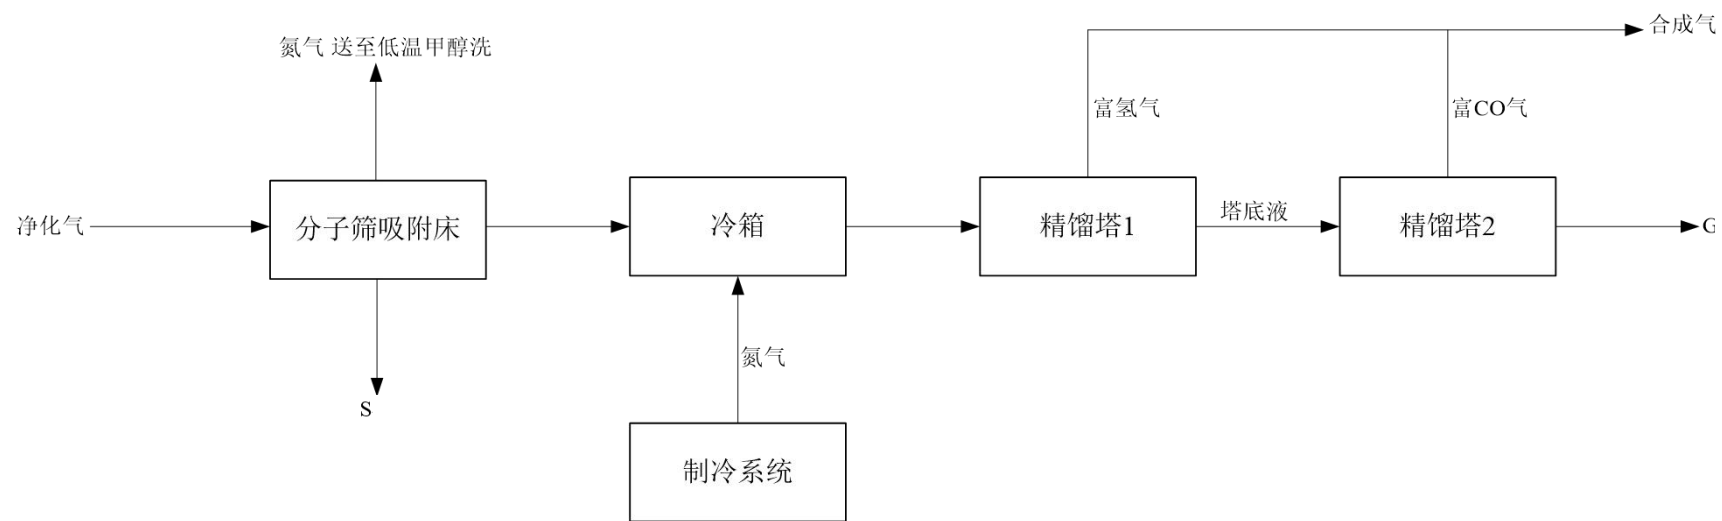 合成气
氮气 送至低温甲醇洗
富氢气
富CO气
净化气
分子筛吸附床
冷箱
精馏塔1
塔底液
精馏塔2
G
氮气
S
制冷系统